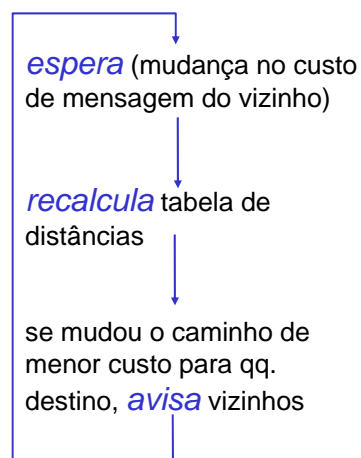 espera (mudança no custo
de mensagem do vizinho)
recalcula tabela de
distâncias
se mudou o caminho de
menor custo para qq.
destino, avisa vizinhos